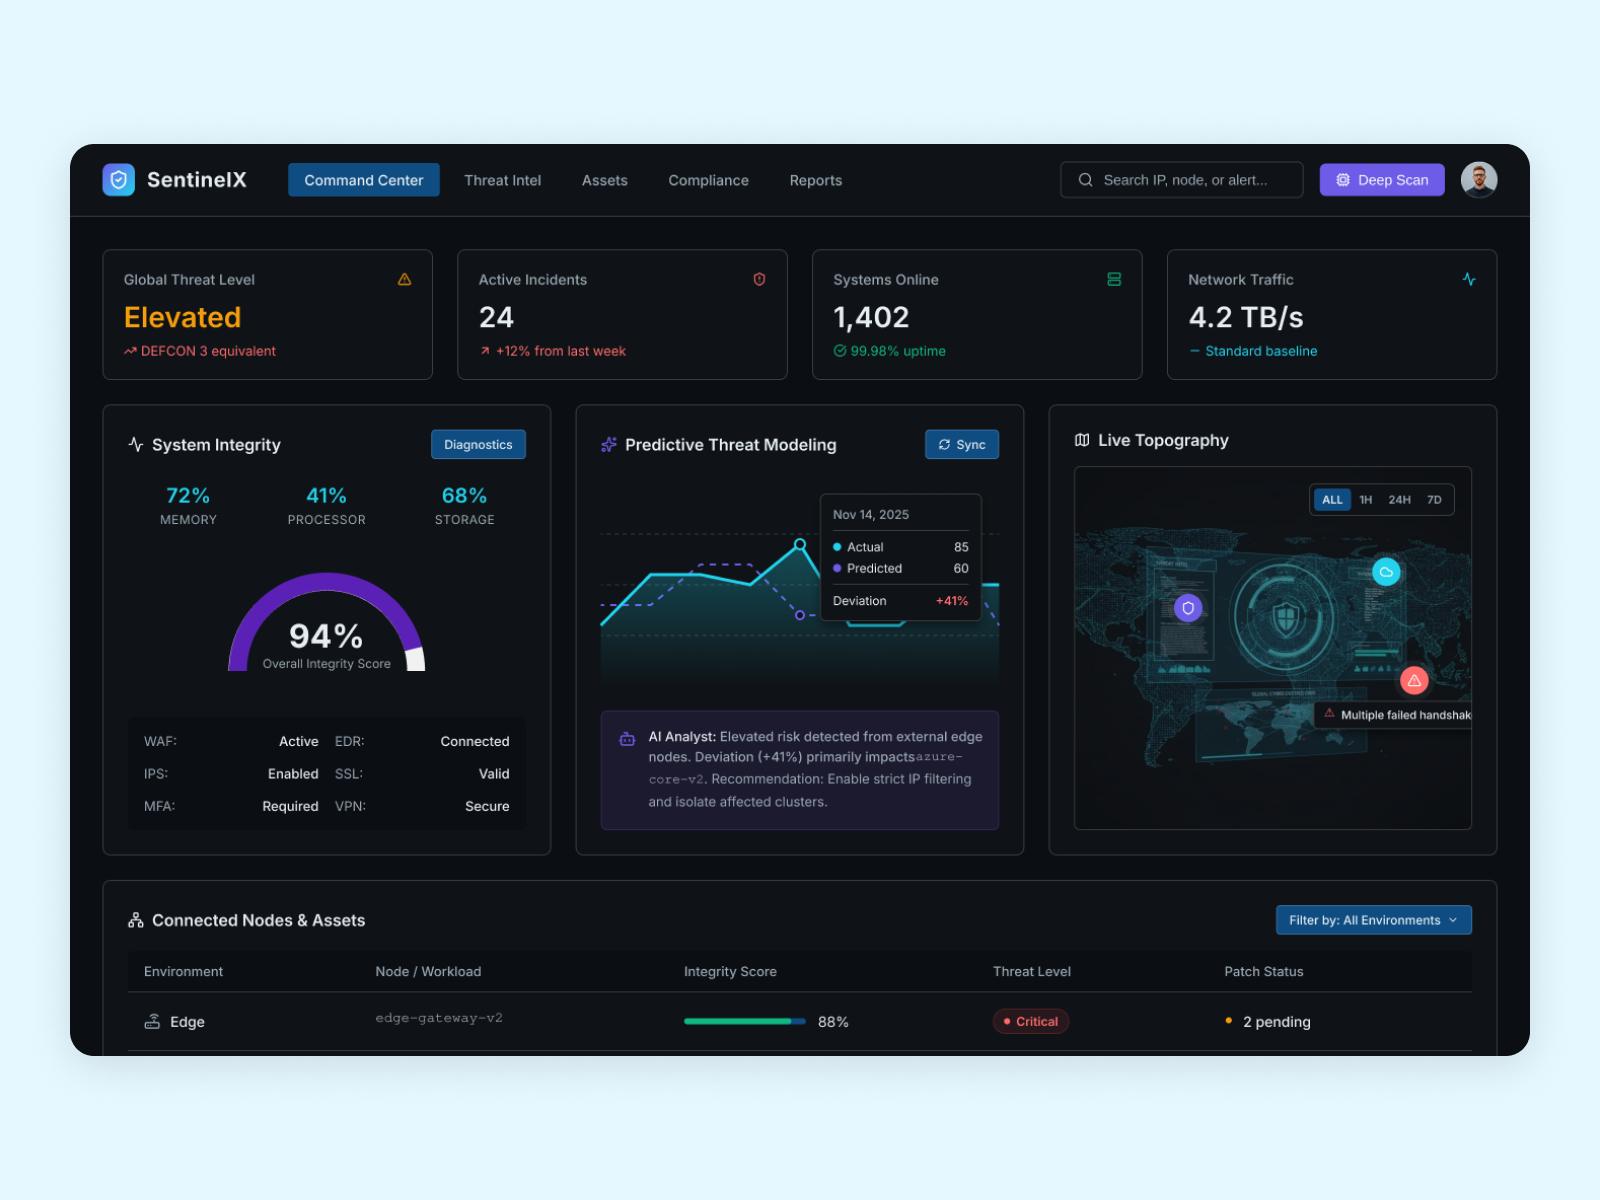 SentinelX
Command Center
Threat Intel
Assets
Compliance
Reports
Search IP, node, or alert...
Deep Scan
Global Threat Level
Elevated
DEFCON 3 equivalent
Active Incidents
24
+12% from last week
Systems Online
1,402
99.98% uptime
Network Traffic
4.2 TB/s
Standard baseline
System Integrity
Diagnostics
72%
MEMORY
41%
PROCESSOR
68%
STORAGE
94%
Overall Integrity Score
WAF: Active EDR: Connected
IPS: Enabled SSL: Valid
MFA: Required VPN: Secure
Predictive Threat Modeling
Sync
Nov 14, 2025
Actual 85
Predicted 60
Deviation +41%
AI Analyst: Elevated risk detected from external edge
nodes. Deviation (+41%) primarily impactsazure-
core-v2. Recommendation: Enable strict IP filtering
and isolate affected clusters.
Live Topography
ALL 1H 24H 7D
Multiple failed handshak
Connected Nodes & Assets
Filter by: All Environments
Environment Node / Workload Integrity Score Threat Level Patch Status
Edge edge-gateway-v2 88% Critical 2 pending